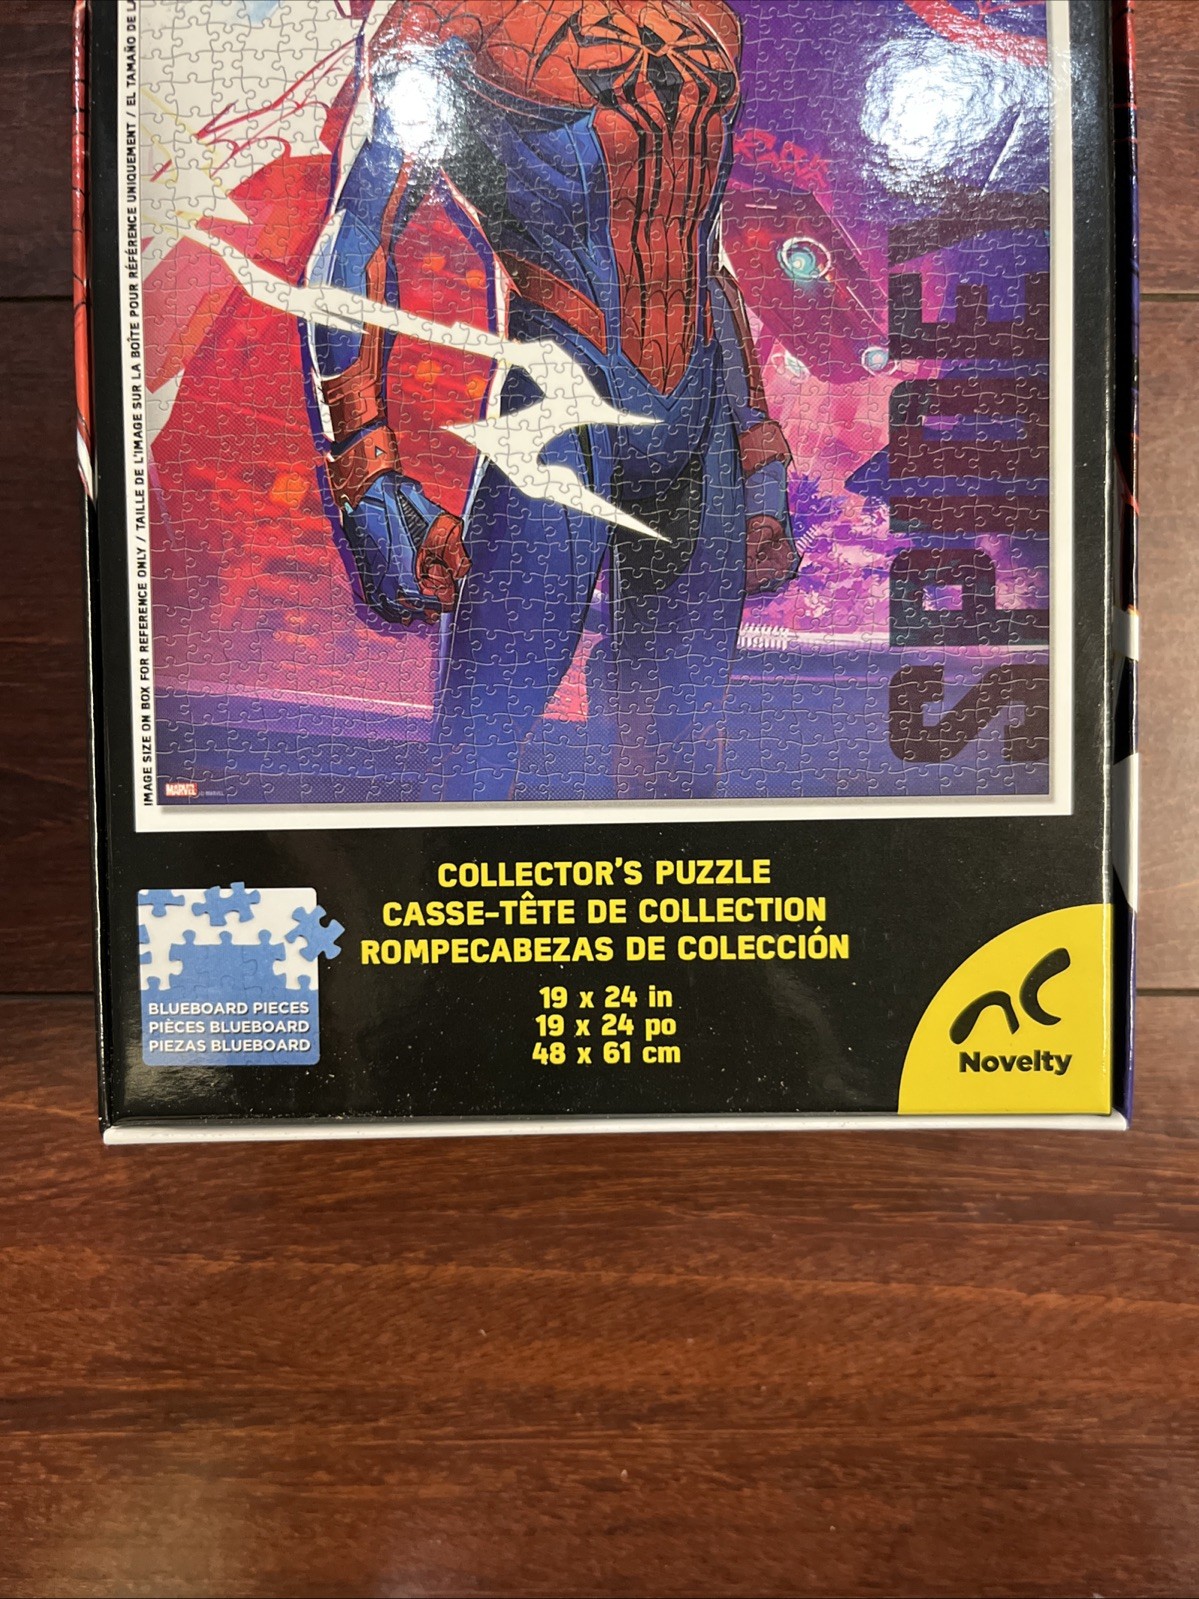 IMAGE SIZE ON BOX FOR REFERENCE ONLY / TAILLE DE L'IMAGE SUR LA BOÎTE POUR RÉFÉRENCE UNIQUEMENT / EL TAMAÑO DE LA
SPIDEY
MARVEL
© MARVEL
COLLECTOR'S PUZZLE
CASSE-TÊTE DE COLLECTION
ROMPECABEZAS DE COLECCIÓN
19 x 24 in
19 x 24 po
48 x 61 cm
BLUEBOARD PIECES
PIÈCES BLUEBOARD
PIEZAS BLUEBOARD
nc
Novelty